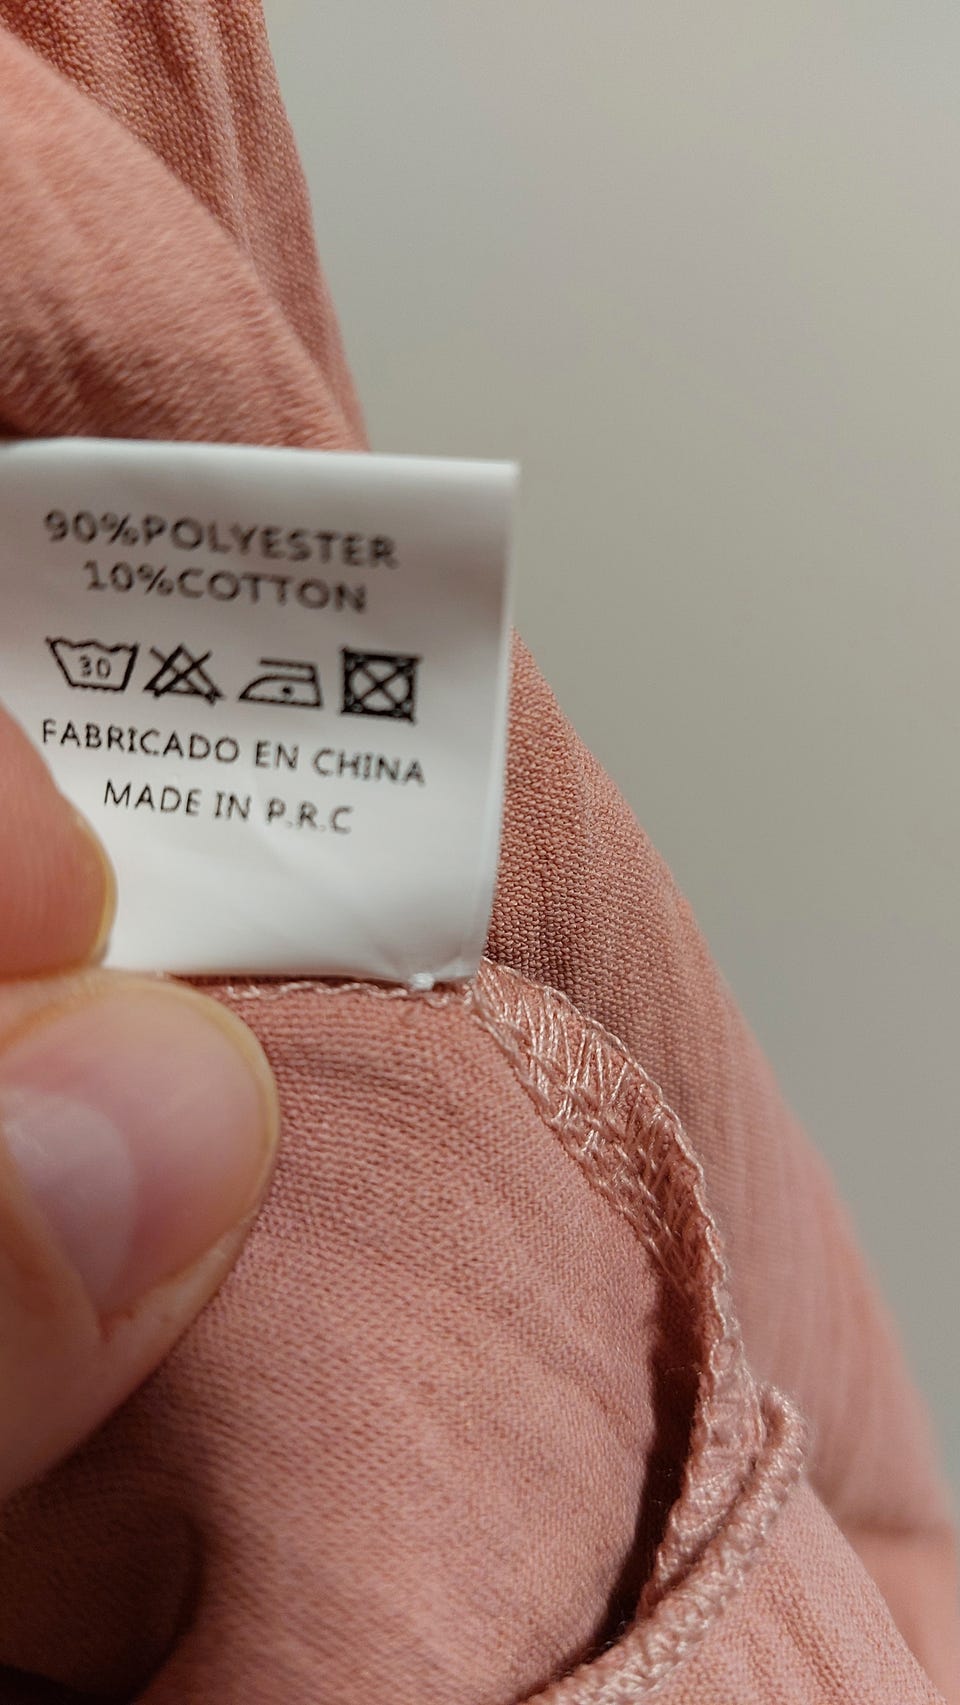 90%POLYESTER
10%COTTON
30
FABRICADO EN CHINA
MADE IN P.R.C